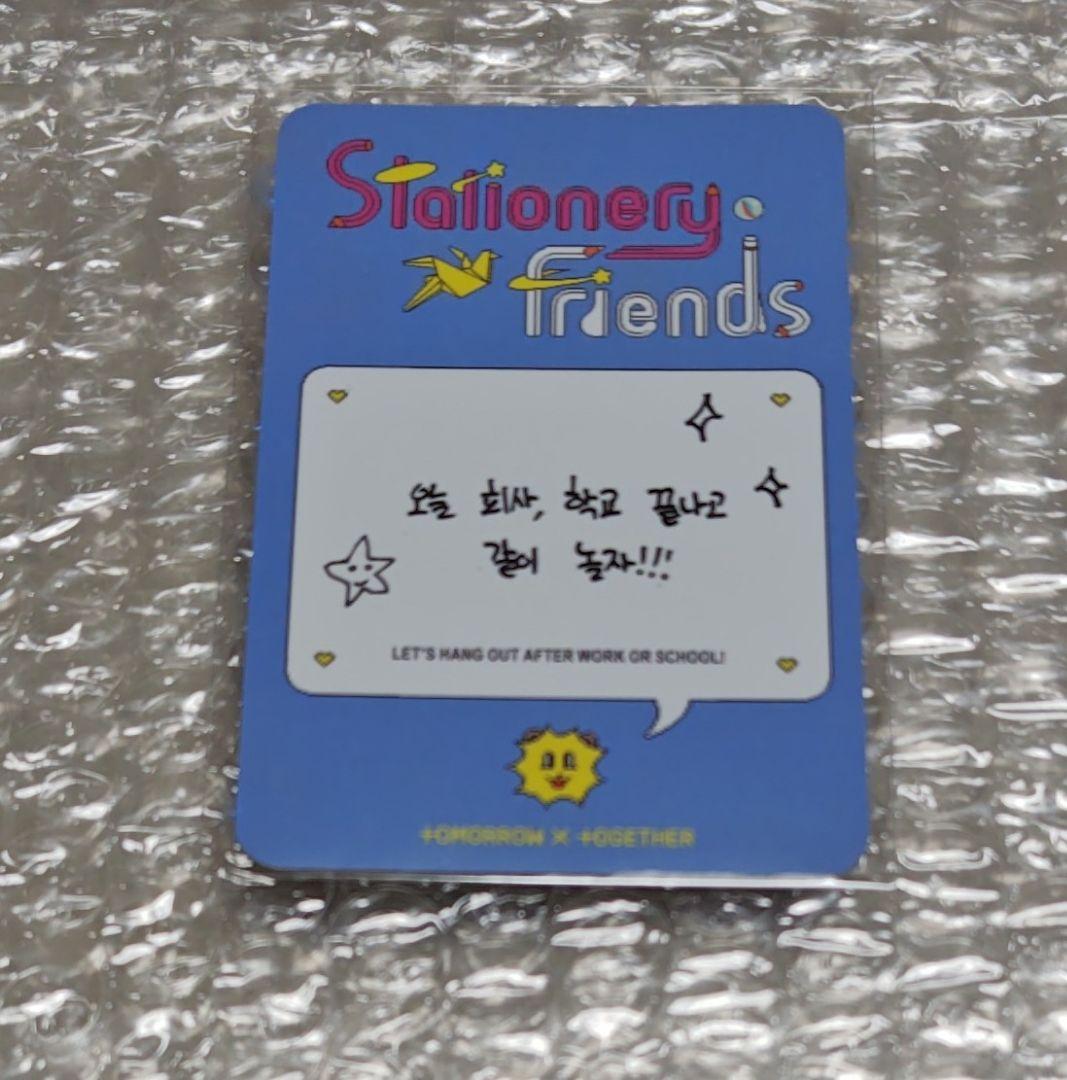 Stationery
friends
오늘 회사, 학교 끝나고
같이 놀자!!!
LET'S HANG OUT AFTER WORK OR SCHOOL!
TOMORROW X TOGETHER